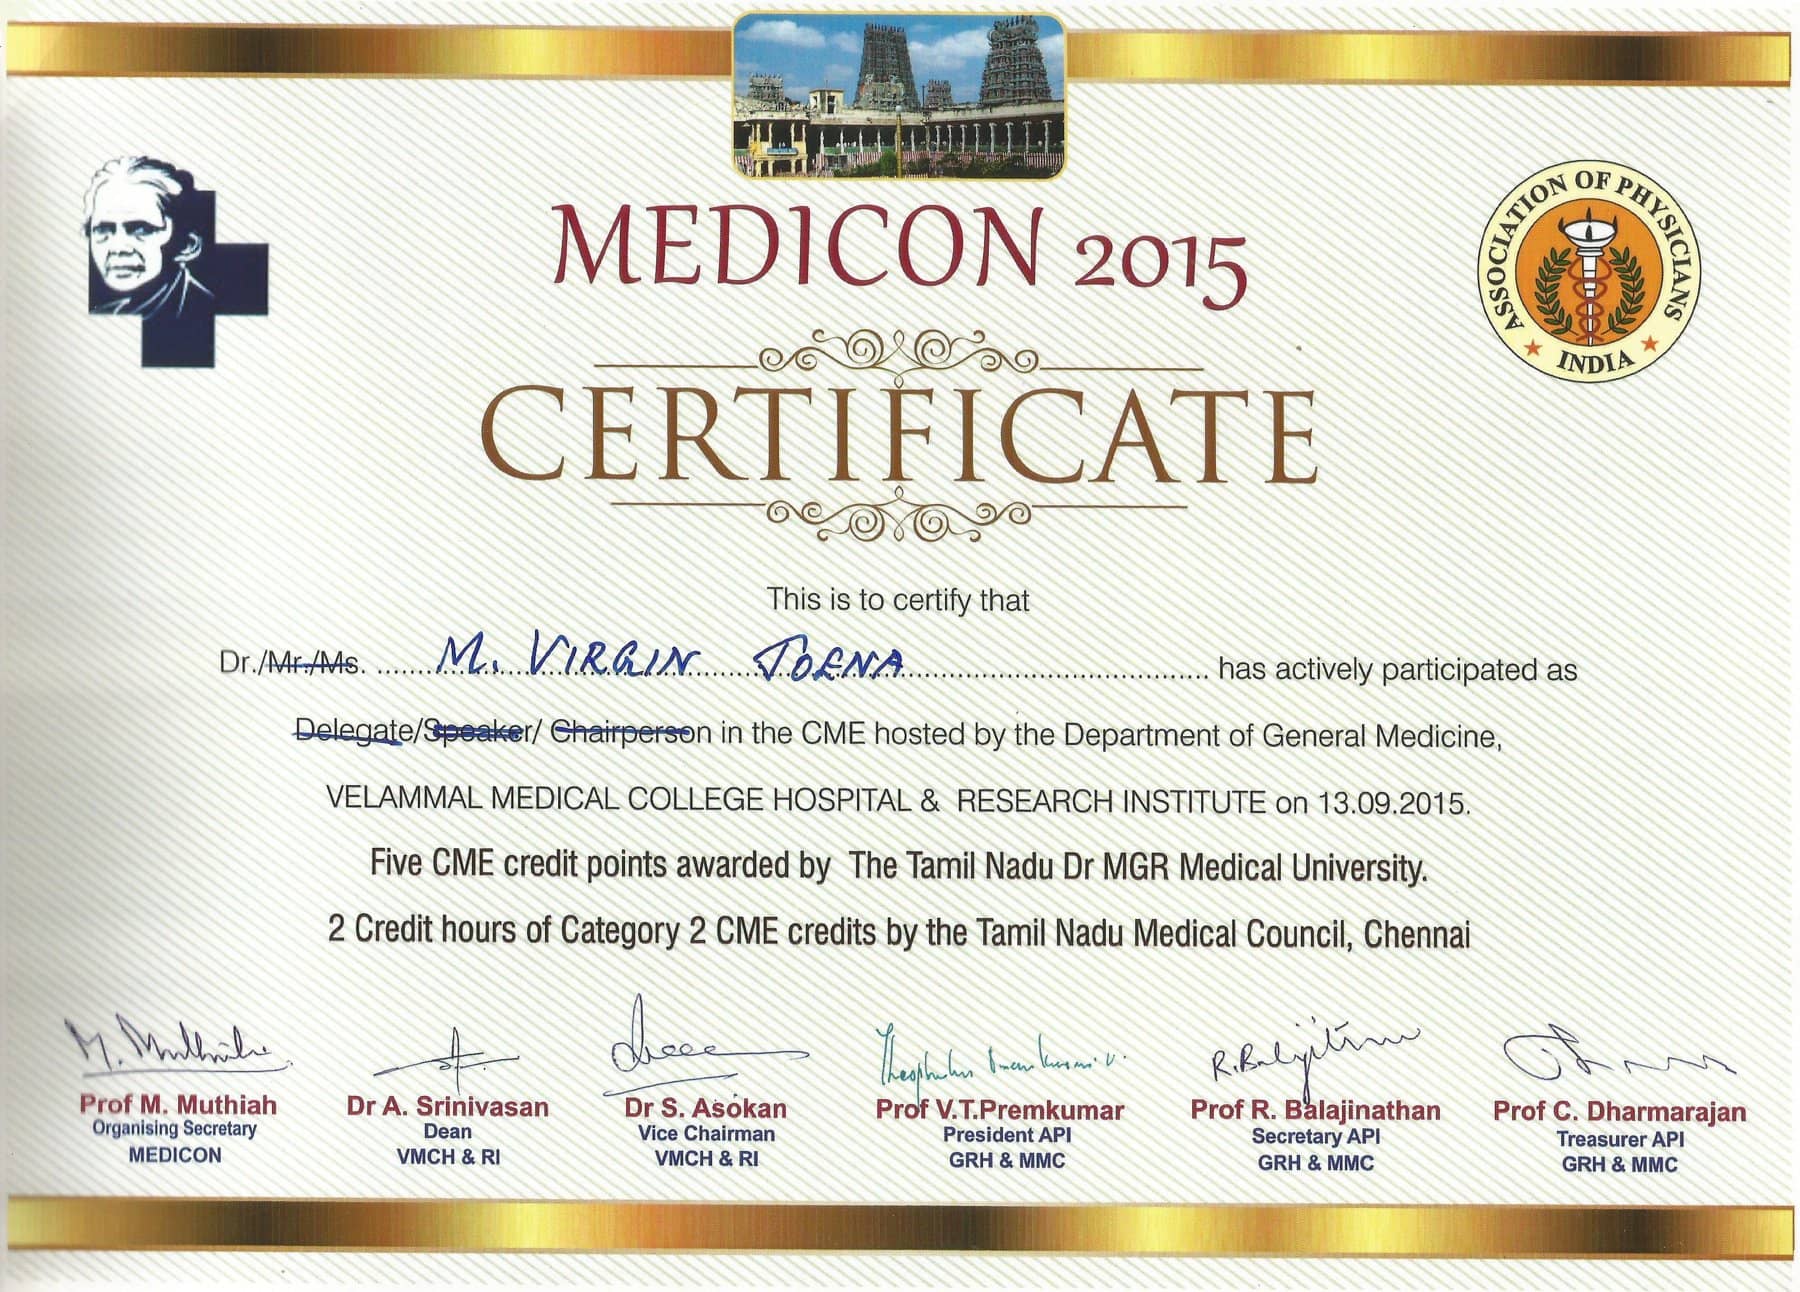 MEDICON 2015
ASSOCIATION OF PHYSICIANS
INDIA
CERTIFICATE
This is to certify that
Dr./Mr./Ms. ......M. VIRGIN JOENA...... has actively participated as
Delegate/Speaker/ Chairperson in the CME hosted by the Department of General Medicine,
VELAMMAL MEDICAL COLLEGE HOSPITAL & RESEARCH INSTITUTE on 13.09.2015.
Five CME credit points awarded by The Tamil Nadu Dr MGR Medical University.
2 Credit hours of Category 2 CME credits by the Tamil Nadu Medical Council, Chennai
M. Muthiah
R. Balajinathan
Prof M. Muthiah
Organising Secretary
MEDICON
Dr A. Srinivasan
Dean
VMCH & RI
Dr S. Asokan
Vice Chairman
VMCH & RI
Prof V.T.Premkumar
President API
GRH & MMC
Prof R. Balajinathan
Secretary API
GRH & MMC
Prof C. Dharmarajan
Treasurer API
GRH & MMC